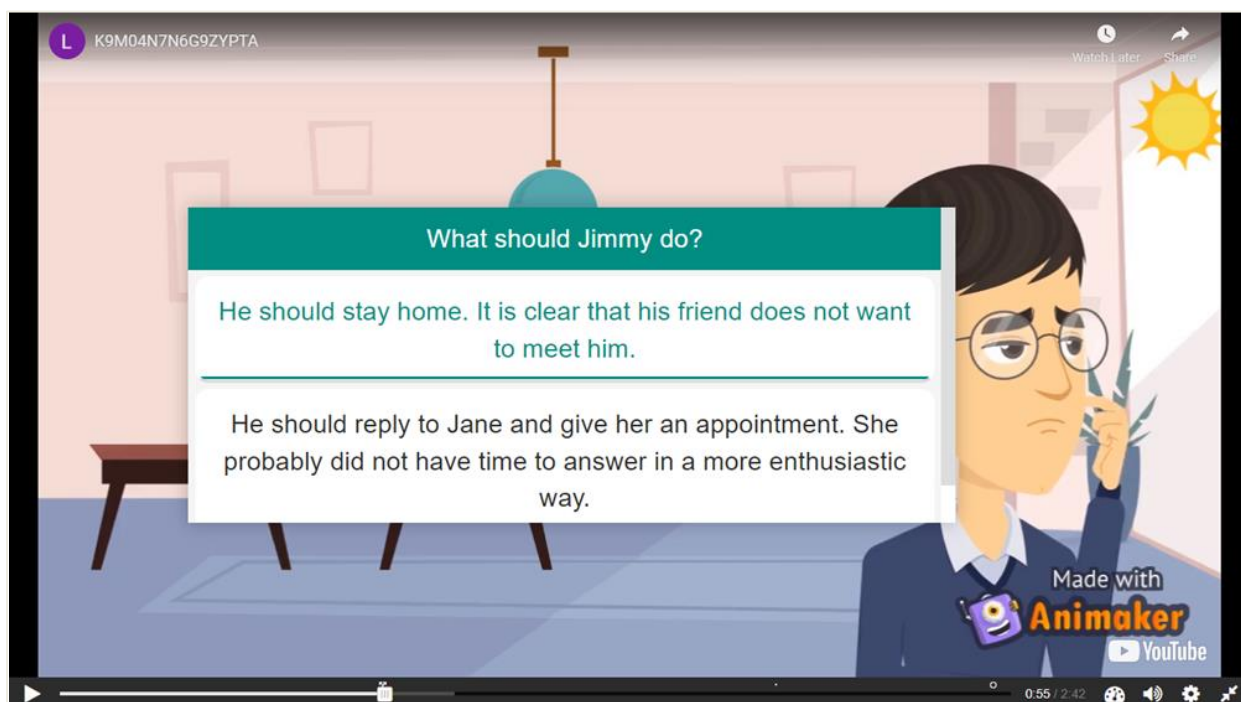 L
K9M04N7N6G9ZYPTA
Watch Later
Share
What should Jimmy do?
He should stay home. It is clear that his friend does not want
to meet him.
He should reply to Jane and give her an appointment. She
probably did not have time to answer in a more enthusiastic
way.
Made with
Animaker
YouTube
0:55 / 2:42